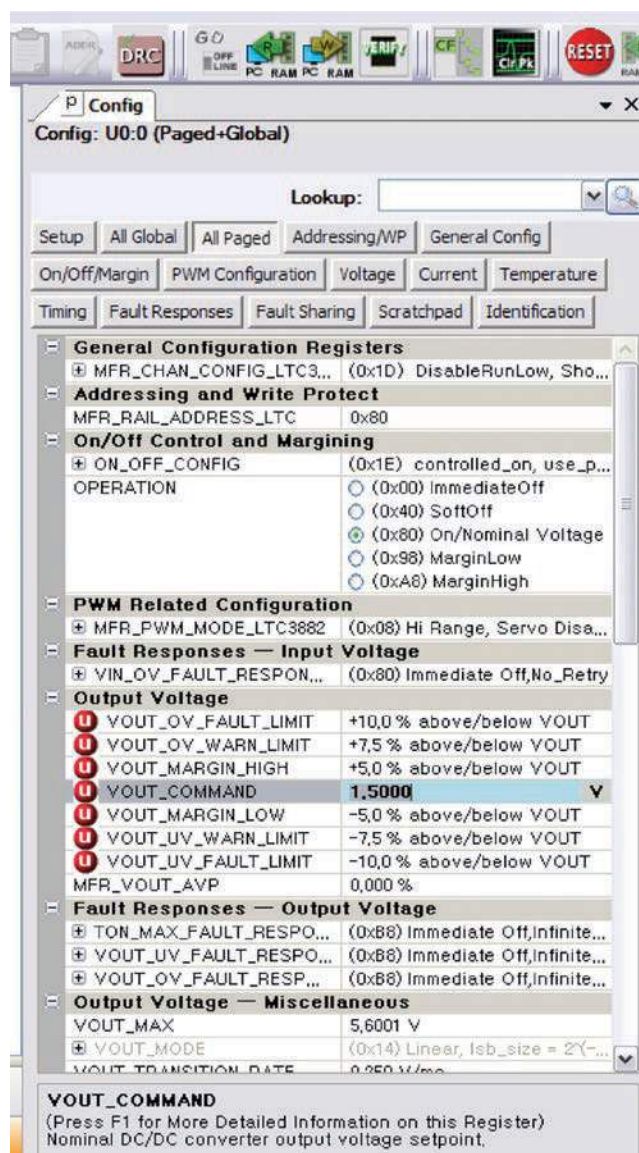 ADER
DRC
GO
OFF
LINE
R
PC RAM
W
PC RAM
VERIFY
CF
Clr Pk
RESET
RAM
P Config
Config: U0:0 (Paged+Global)
Lookup:
Setup All Global All Paged Addressing/WP General Config
On/Off/Margin PWM Configuration Voltage Current Temperature
Timing Fault Responses Fault Sharing Scratchpad Identification
General Configuration Registers
MFR_CHAN_CONFIG_LTC3... (0x1D) DisableRunLow, Sho...
Addressing and Write Protect
MFR_RAIL_ADDRESS_LTC 0x80
On/Off Control and Margining
ON_OFF_CONFIG (0x1E) controlled_on, use_p...
OPERATION (0x00) ImmediateOff
(0x40) SoftOff
(0x80) On/Nominal Voltage
(0x98) MarginLow
(0xA8) MarginHigh
PWM Related Configuration
MFR_PWM_MODE_LTC3882 (0x08) Hi Range, Servo Disa...
Fault Responses — Input Voltage
VIN_OV_FAULT_RESPON... (0x80) Immediate Off,No_Retry
Output Voltage
U VOUT_OV_FAULT_LIMIT +10,0 % above/below VOUT
U VOUT_OV_WARN_LIMIT +7,5 % above/below VOUT
U VOUT_MARGIN_HIGH +5,0 % above/below VOUT
U VOUT_COMMAND 1,5000 V
U VOUT_MARGIN_LOW -5,0 % above/below VOUT
U VOUT_UV_WARN_LIMIT -7,5 % above/below VOUT
U VOUT_UV_FAULT_LIMIT -10,0 % above/below VOUT
MFR_VOUT_AVP 0,000 %
Fault Responses — Output Voltage
TON_MAX_FAULT_RESPO... (0xB8) Immediate Off,Infinite...
VOUT_UV_FAULT_RESPO... (0xB8) Immediate Off,Infinite...
VOUT_OV_FAULT_RESP... (0xB8) Immediate Off,Infinite...
Output Voltage — Miscellaneous
VOUT_MAX 5,6001 V
VOUT_MODE (0x14) Linear, lsb_size = 2^(-...
VOUT_TRANSITION_RATE 0,250 V/ms
VOUT_COMMAND
(Press F1 for More Detailed Information on this Register)
Nominal DC/DC converter output voltage setpoint.